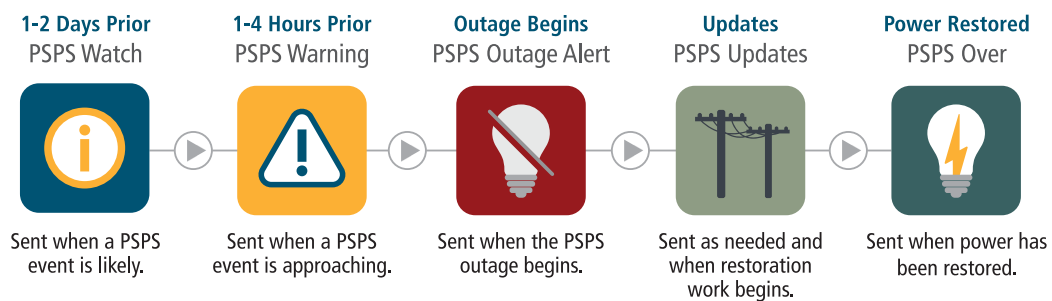 1-2 Days Prior
PSPS Watch
Sent when a PSPS
event is likely.
1-4 Hours Prior
PSPS Warning
Sent when a PSPS
event is approaching.
Outage Begins
PSPS Outage Alert
Sent when the PSPS
outage begins.
Updates
PSPS Updates
Sent as needed and
when restoration
work begins.
Power Restored
PSPS Over
Sent when power has
been restored.